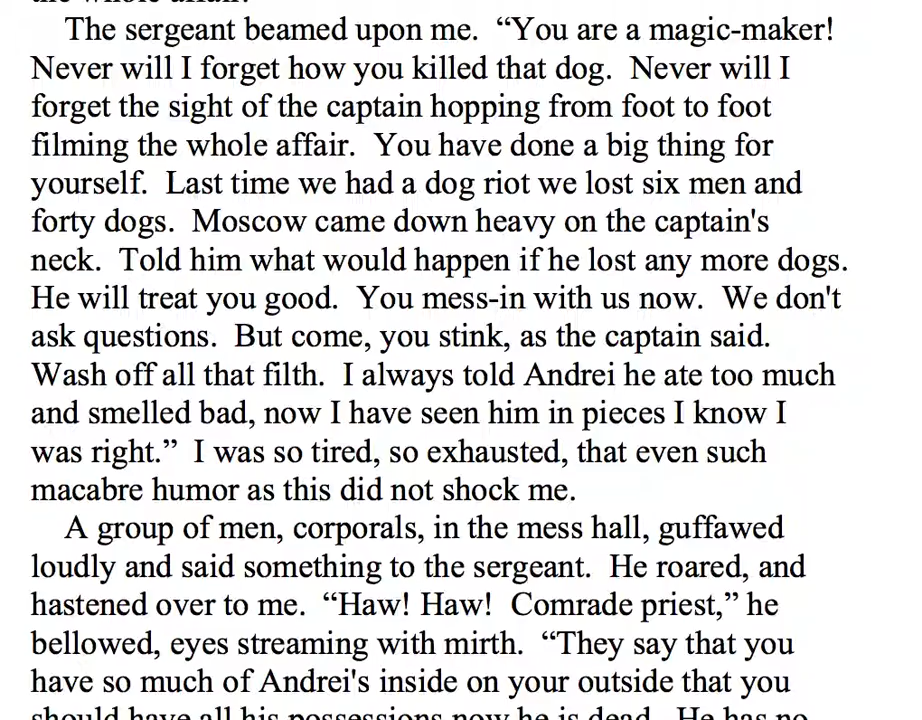 The sergeant beamed upon me.  “You are a magic-maker!
Never will I forget how you killed that dog.  Never will I
forget the sight of the captain hopping from foot to foot
filming the whole affair.  You have done a big thing for
yourself.  Last time we had a dog riot we lost six men and
forty dogs.  Moscow came down heavy on the captain's
neck.  Told him what would happen if he lost any more dogs.
He will treat you good.  You mess-in with us now.  We don't
ask questions.  But come, you stink, as the captain said.
Wash off all that filth.  I always told Andrei he ate too much
and smelled bad, now I have seen him in pieces I know I
was right.”  I was so tired, so exhausted, that even such
macabre humor as this did not shock me.
A group of men, corporals, in the mess hall, guffawed
loudly and said something to the sergeant.  He roared, and
hastened over to me.  “Haw! Haw!  Comrade priest,” he
bellowed, eyes streaming with mirth.  “They say that you
have so much of Andrei's inside on your outside that you
should have all his possessions now he is dead.  He has no